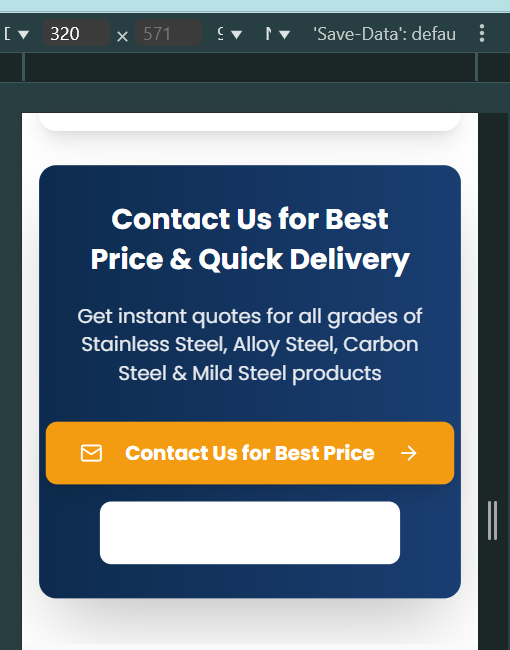 320 × 571 'Save-Data': defau
Contact Us for Best
Price & Quick Delivery
Get instant quotes for all grades of
Stainless Steel, Alloy Steel, Carbon
Steel & Mild Steel products
Contact Us for Best Price